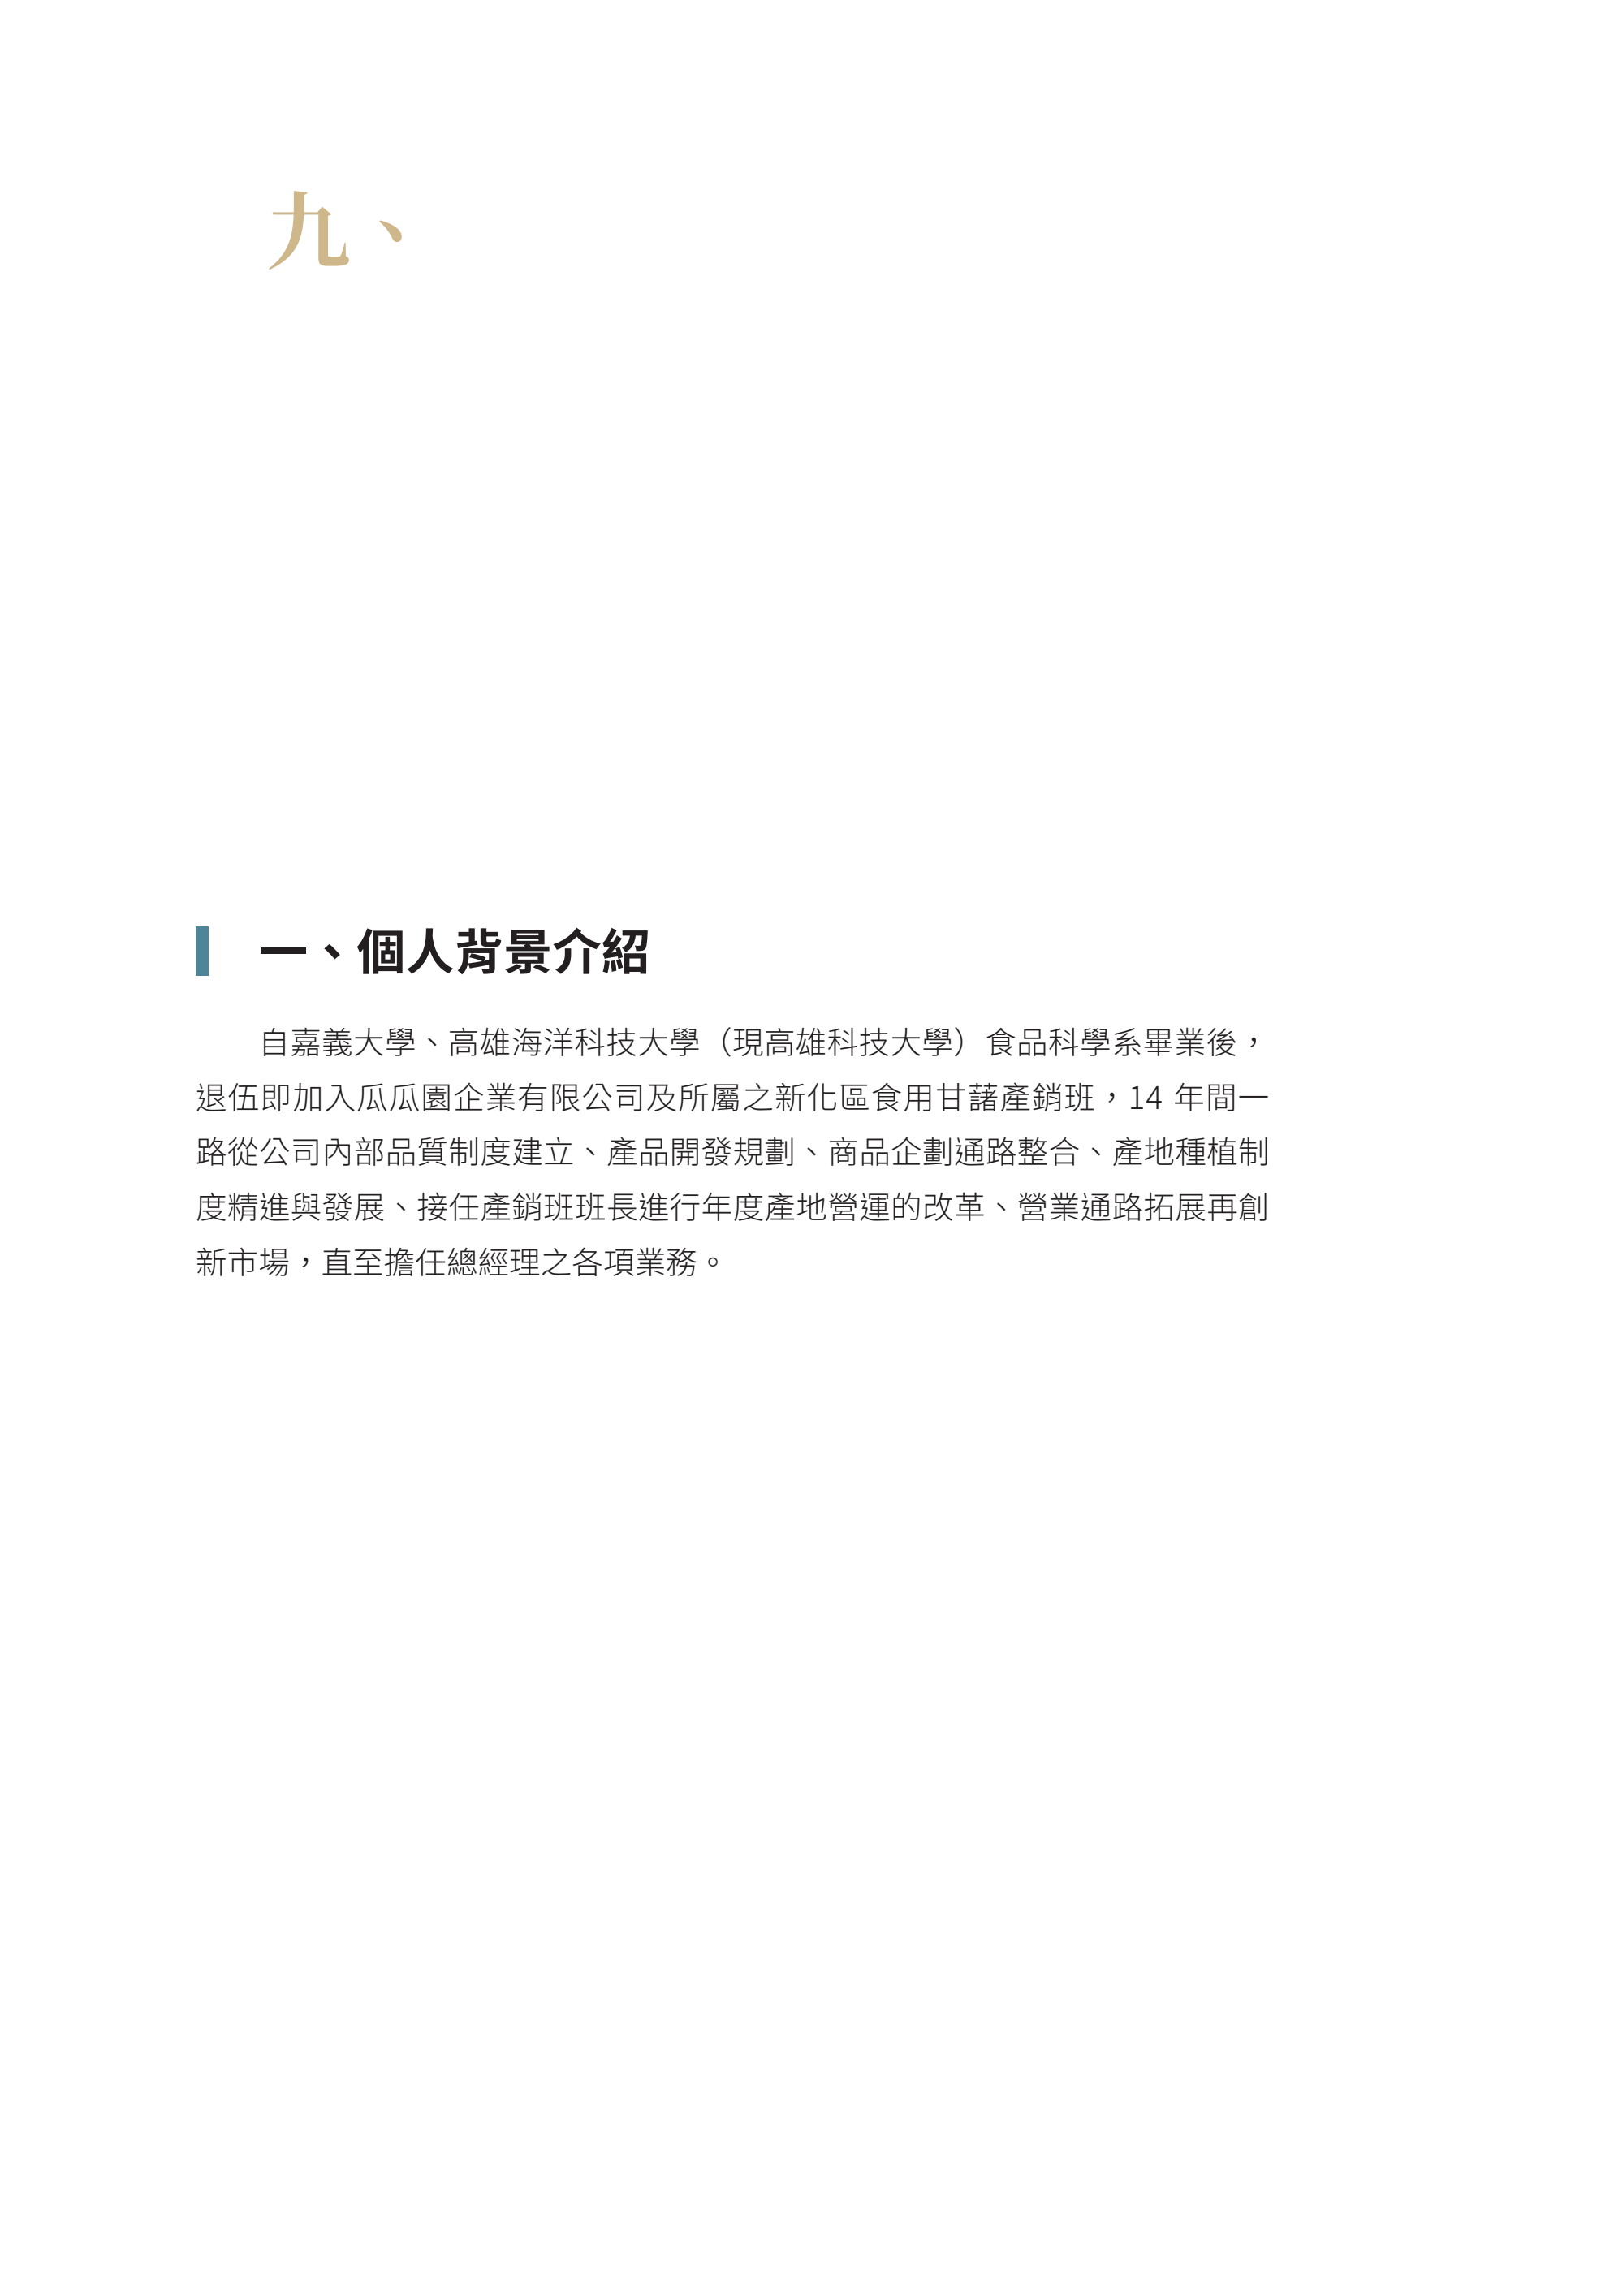 九、
一、個人背景介紹
自嘉義大學、高雄海洋科技大學（現高雄科技大學）食品科學系畢業後，
退伍即加入瓜瓜園企業有限公司及所屬之新化區食用甘藷產銷班，14 年間一
路從公司內部品質制度建立、產品開發規劃、商品企劃通路整合、產地種植制
度精進與發展、接任產銷班班長進行年度產地營運的改革、營業通路拓展再創
新市場，直至擔任總經理之各項業務。